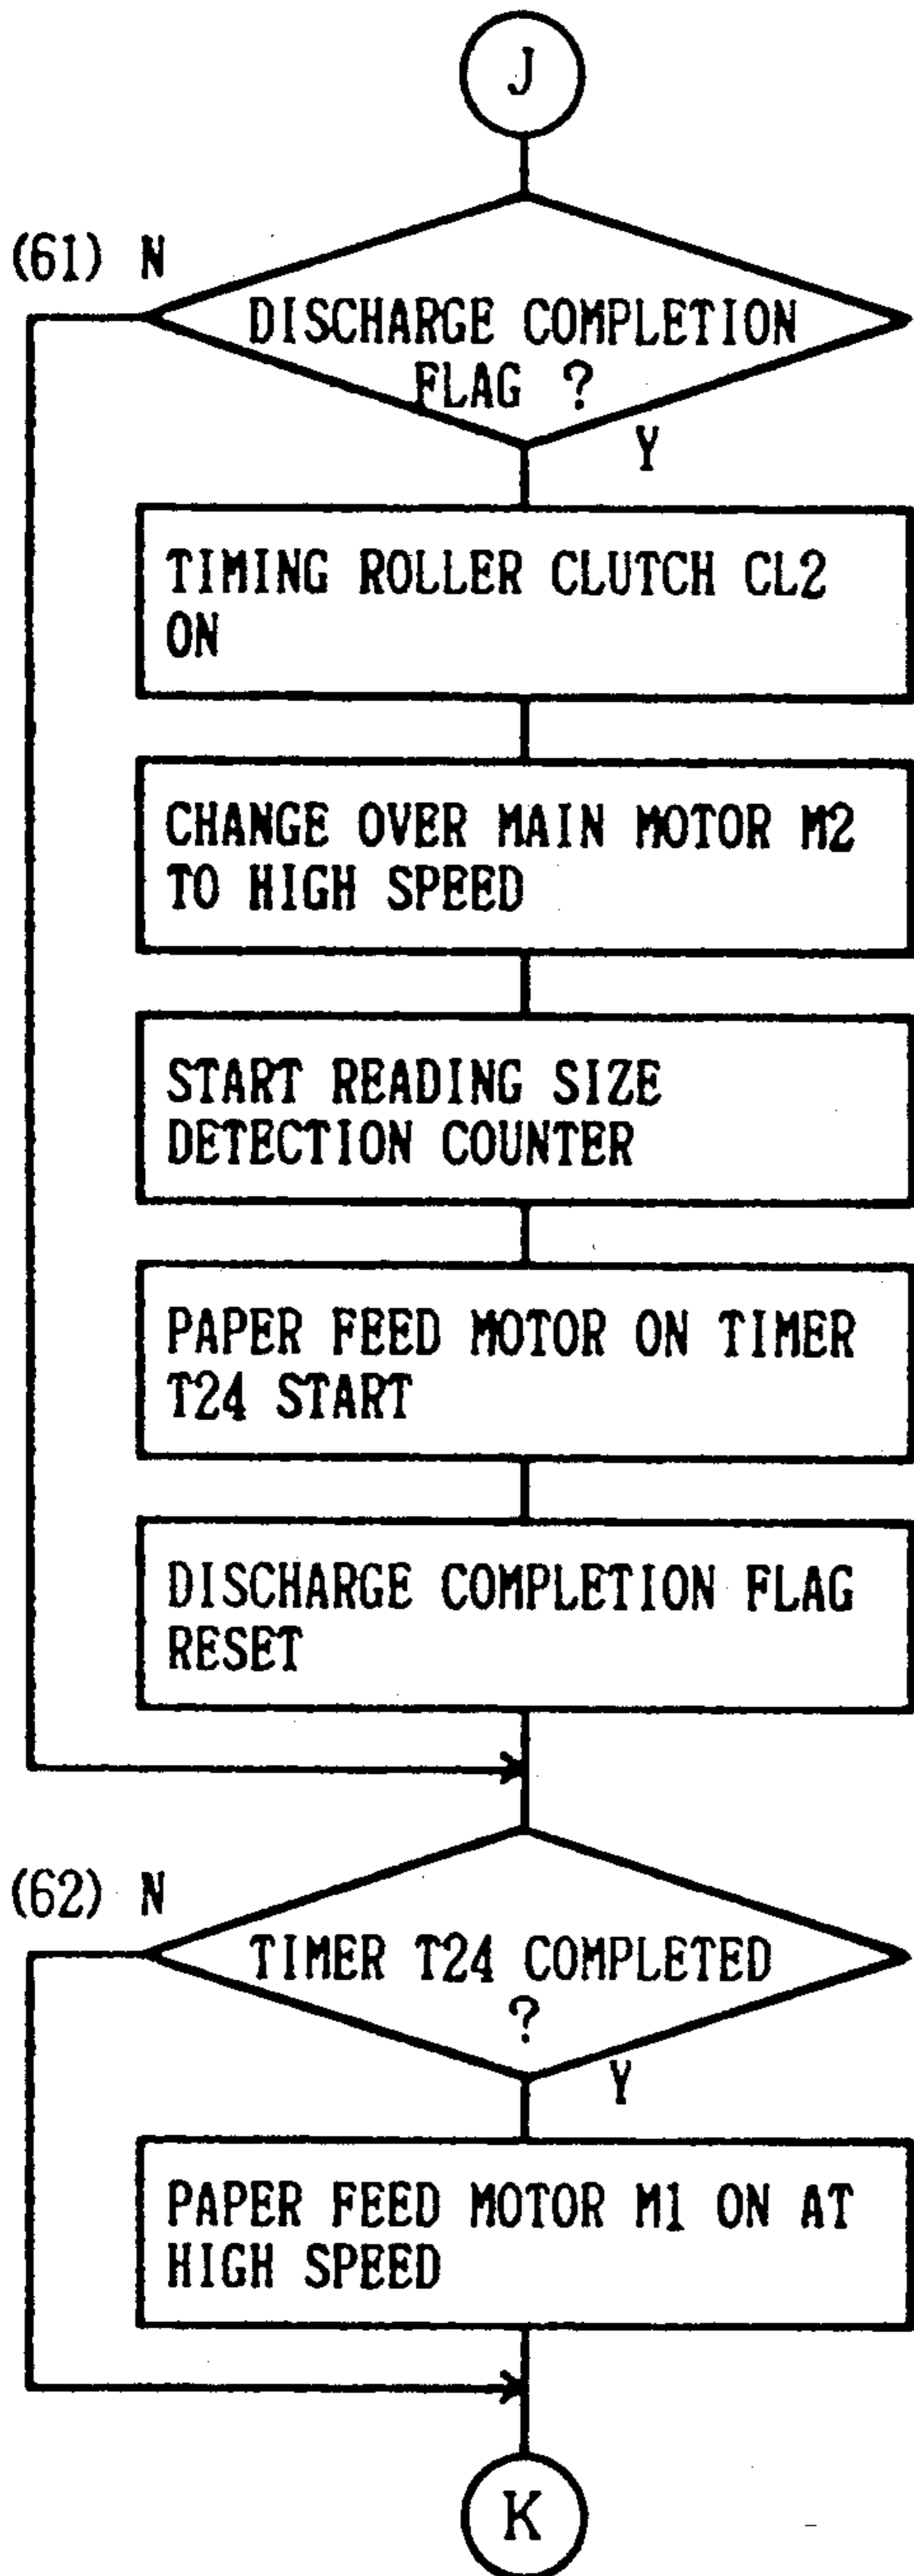 J
(61) N
DISCHARGE COMPLETION
FLAG ?
Y
TIMING ROLLER CLUTCH CL2
ON
CHANGE OVER MAIN MOTOR M2
TO HIGH SPEED
START READING SIZE
DETECTION COUNTER
PAPER FEED MOTOR ON TIMER
T24 START
DISCHARGE COMPLETION FLAG
RESET
(62) N
TIMER T24 COMPLETED
?
Y
PAPER FEED MOTOR M1 ON AT
HIGH SPEED
K